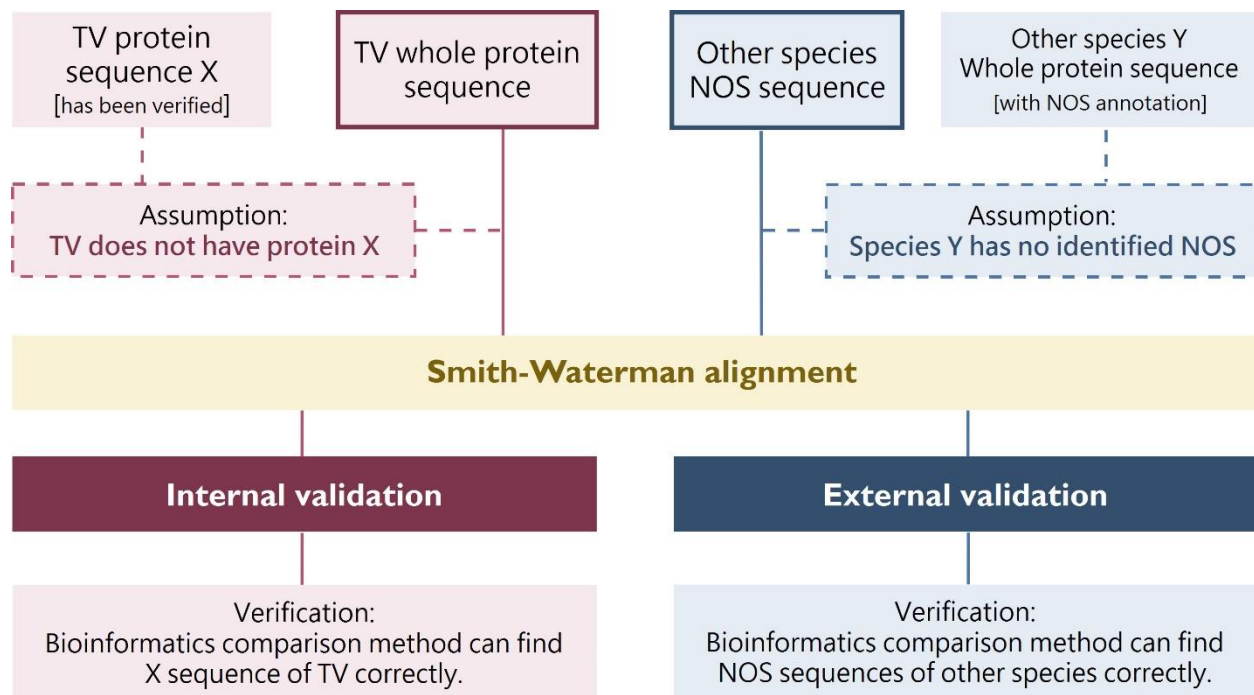 TV protein
sequence X
[has been verified]
TV whole protein
sequence
Other species
NOS sequence
Other species Y
Whole protein sequence
[with NOS annotation]
Assumption:
TV does not have protein X
Assumption:
Species Y has no identified NOS
Smith-Waterman alignment
Internal validation
External validation
Verification:
Bioinformatics comparison method can find
X sequence of TV correctly.
Verification:
Bioinformatics comparison method can find
NOS sequences of other species correctly.